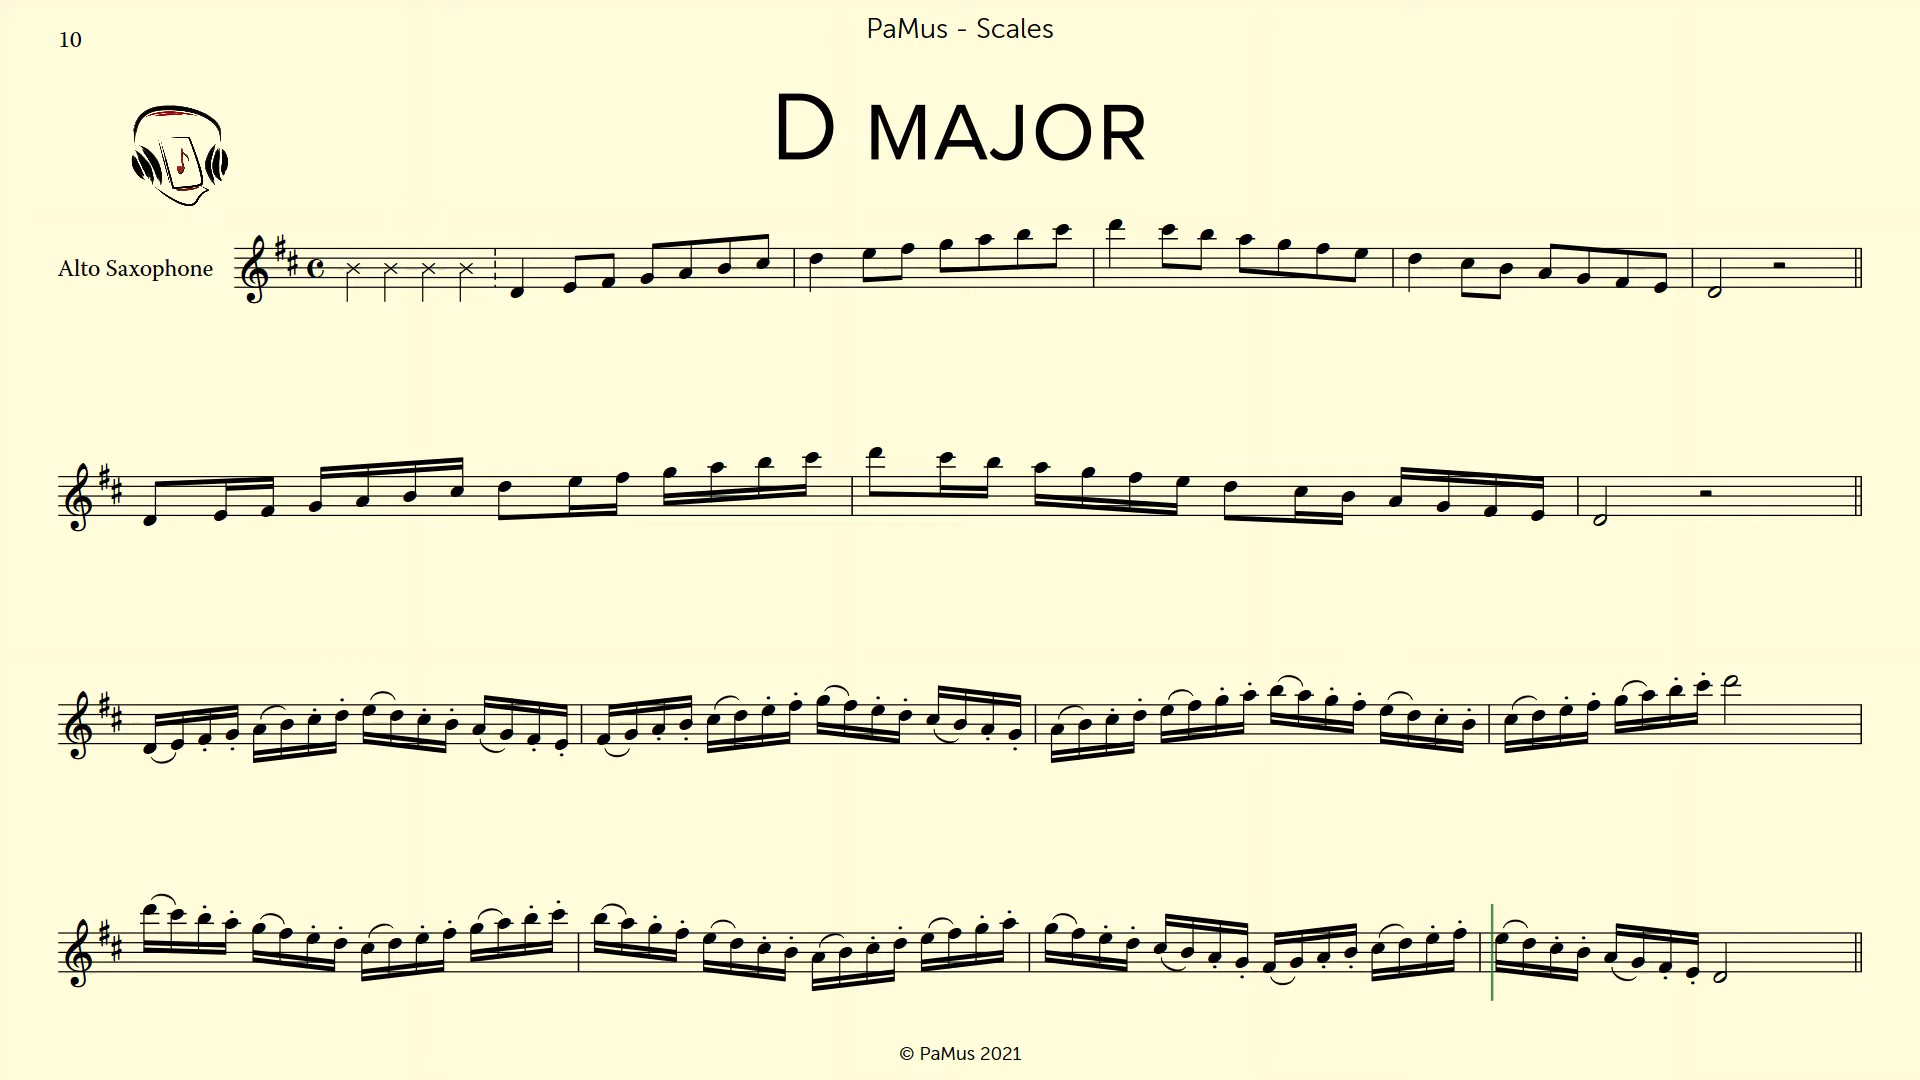 10
PaMus - Scales
D MAJOR
Alto Saxophone
© PaMus 2021